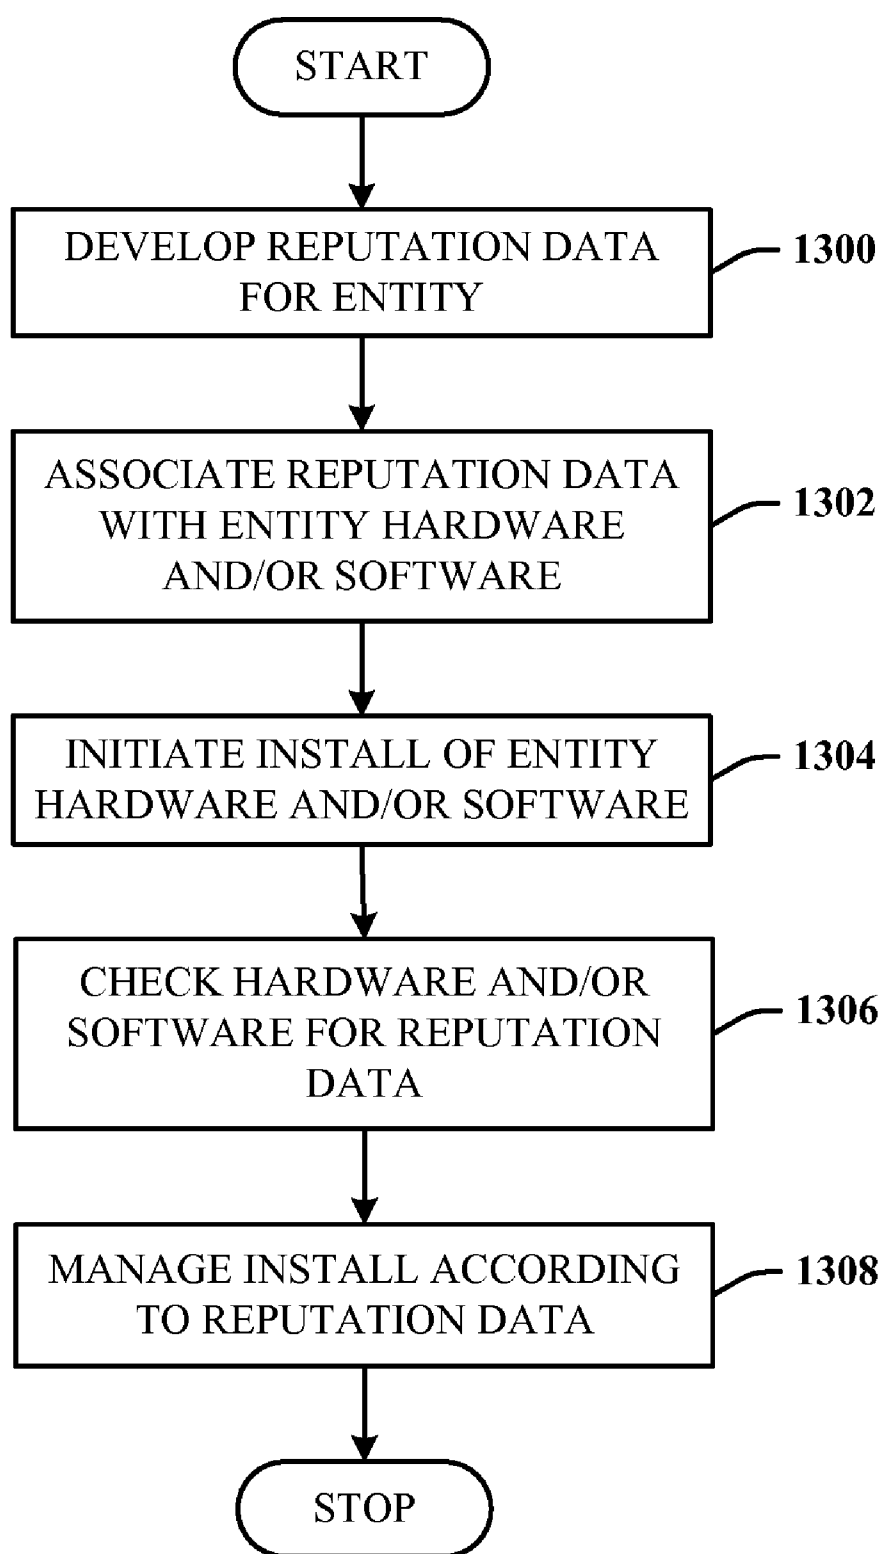 START
DEVELOP REPUTATION DATA
FOR ENTITY
1300
ASSOCIATE REPUTATION DATA
WITH ENTITY HARDWARE
AND/OR SOFTWARE
1302
INITIATE INSTALL OF ENTITY
HARDWARE AND/OR SOFTWARE
1304
CHECK HARDWARE AND/OR
SOFTWARE FOR REPUTATION
DATA
1306
MANAGE INSTALL ACCORDING
TO REPUTATION DATA
1308
STOP